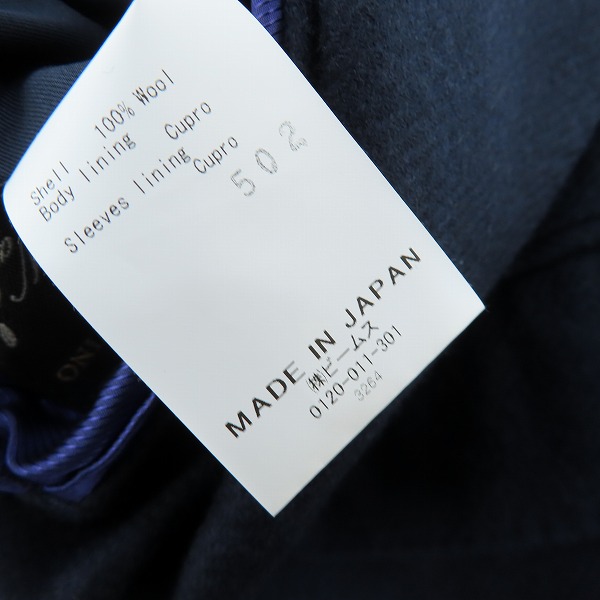 Shell 100% Wool
Body lining Cupro
Sleeves lining Cupro
502
MADE IN JAPAN
㈱ビームス
0120-011-301
3264